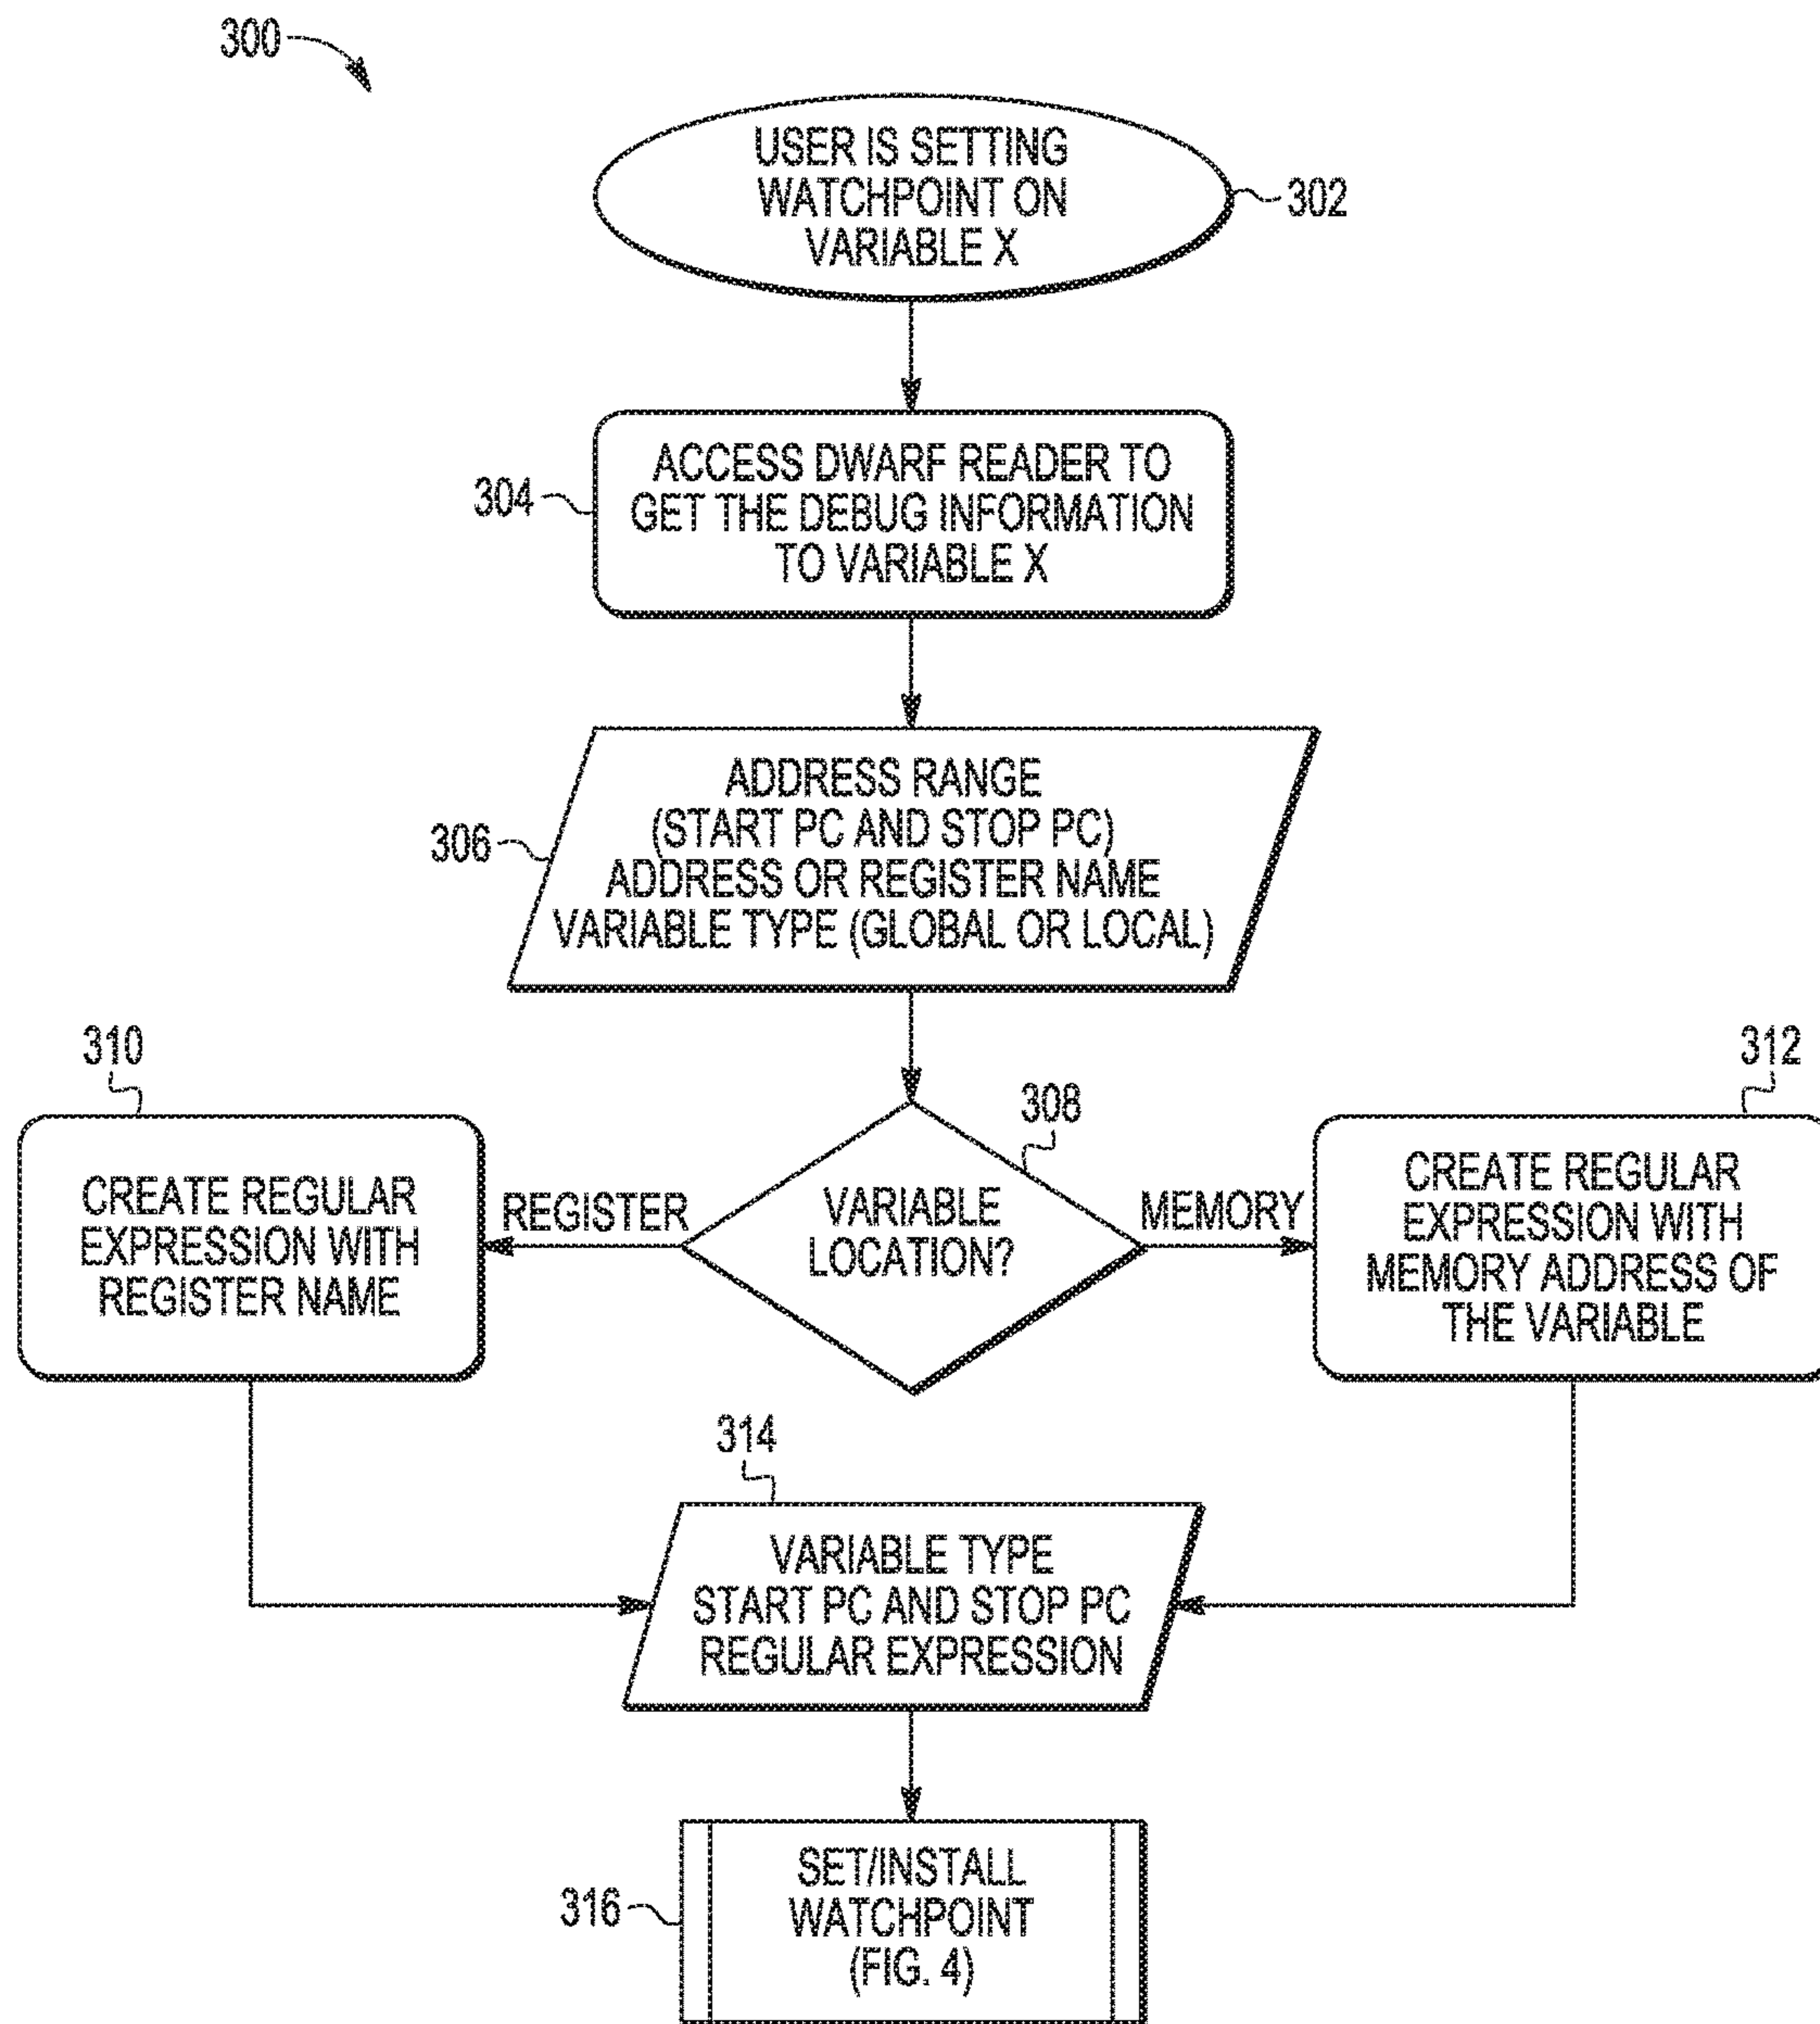 300
USER IS SETTING
WATCHPOINT ON
VARIABLE X
302
ACCESS DWARF READER TO
GET THE DEBUG INFORMATION
TO VARIABLE X
304
ADDRESS RANGE
(START PC AND STOP PC)
ADDRESS OR REGISTER NAME
VARIABLE TYPE (GLOBAL OR LOCAL)
306
310
CREATE REGULAR
EXPRESSION WITH
REGISTER NAME
REGISTER
308
VARIABLE
LOCATION?
MEMORY
312
CREATE REGULAR
EXPRESSION WITH
MEMORY ADDRESS OF
THE VARIABLE
314
VARIABLE TYPE
START PC AND STOP PC
REGULAR EXPRESSION
316
SET/INSTALL
WATCHPOINT
(FIG. 4)